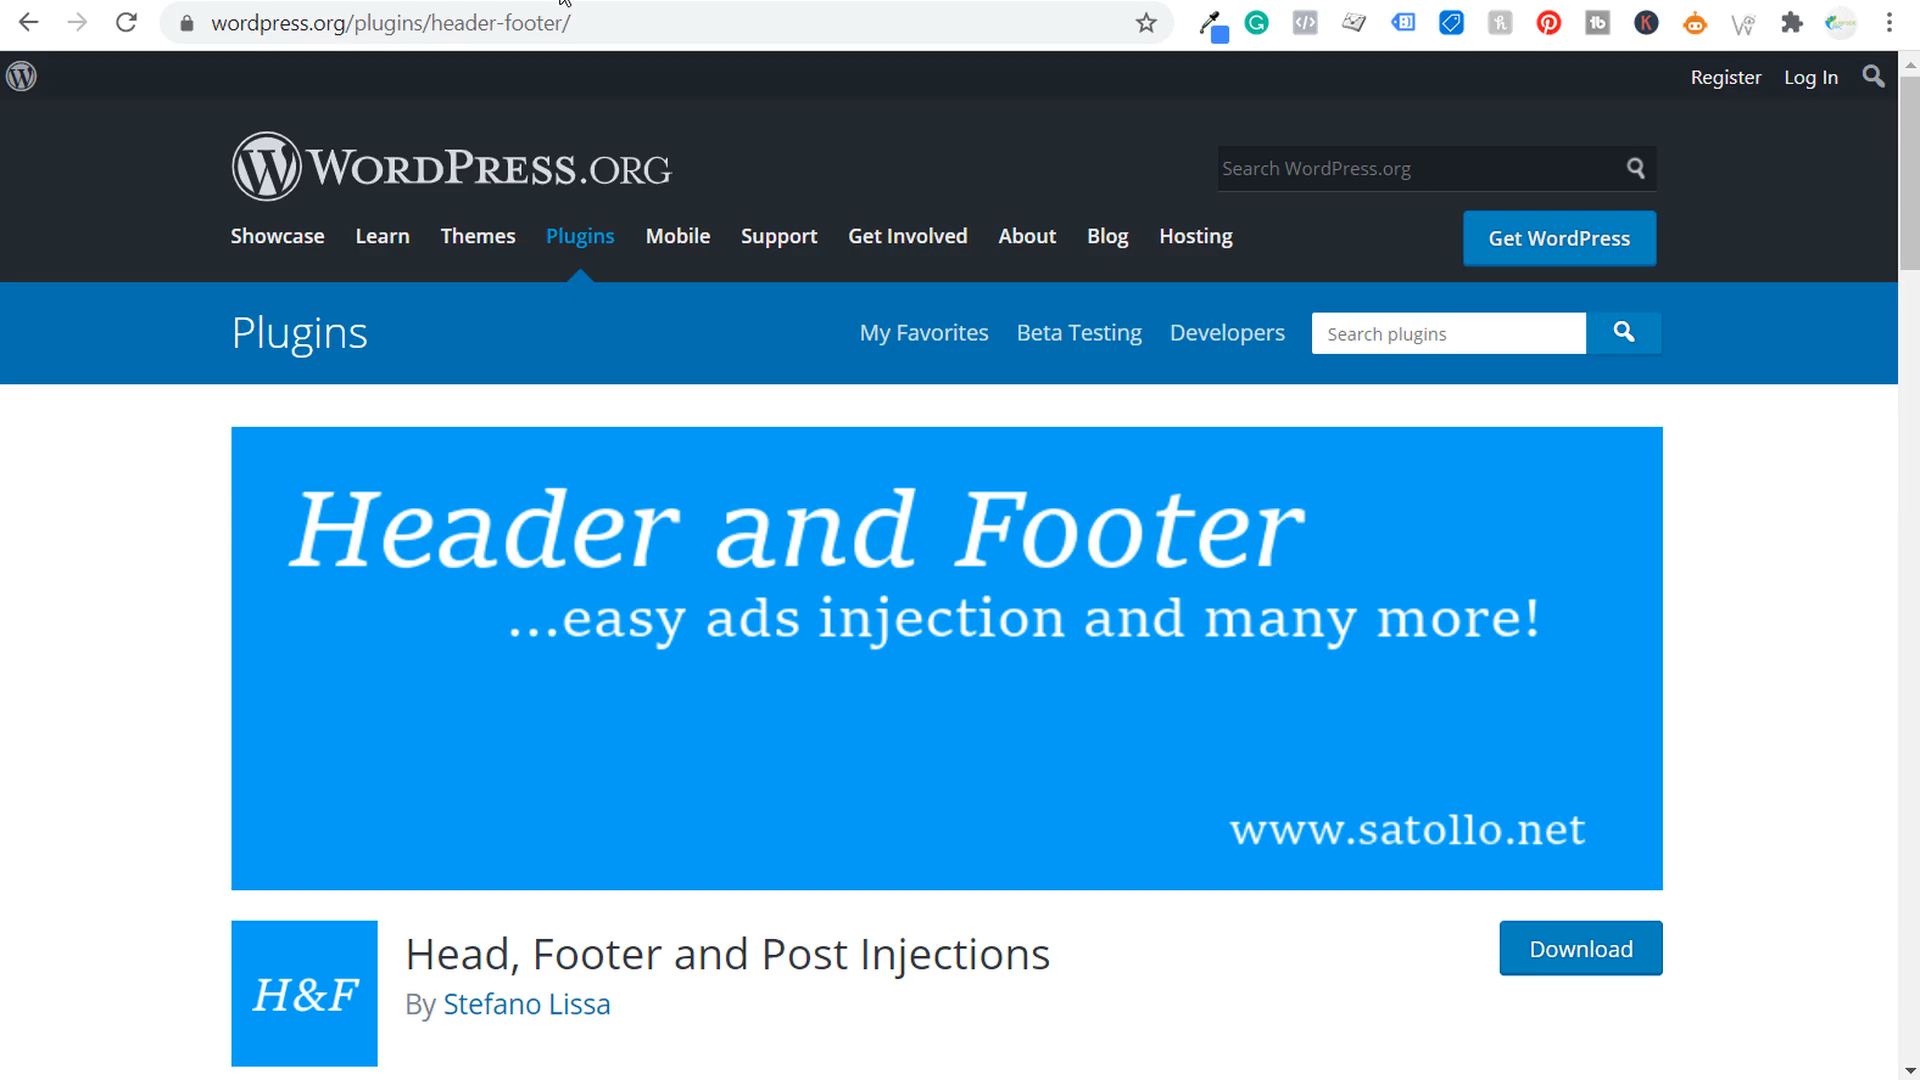 wordpress.org/plugins/header-footer/
Register Log In
WORDPRESS.ORG
Search WordPress.org
Showcase Learn Themes Plugins Mobile Support Get Involved About Blog Hosting
Get WordPress
Plugins
My Favorites Beta Testing Developers
Search plugins
Header and Footer
...easy ads injection and many more!
www.satollo.net
H&F
Head, Footer and Post Injections
Download
By Stefano Lissa